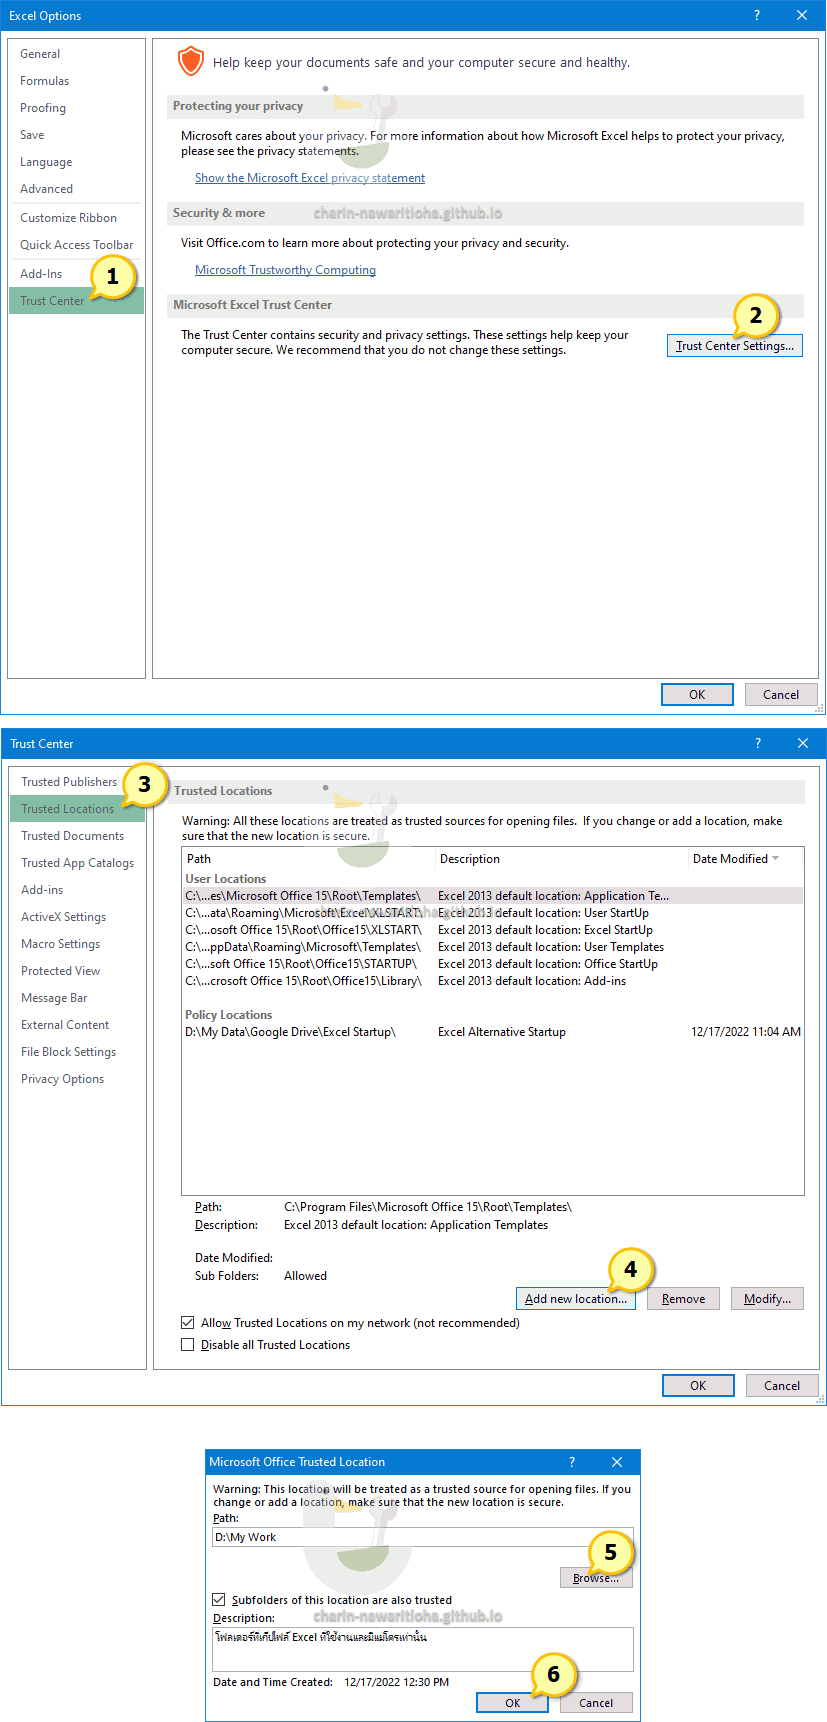 Excel Options
?
General
Formulas
Proofing
Save
Language
Advanced
Customize Ribbon
Quick Access Toolbar
Add-Ins
1
Trust Center
Help keep your documents safe and your computer secure and healthy.
Protecting your privacy
Microsoft cares about your privacy. For more information about how Microsoft Excel helps to protect your privacy,
please see the privacy statements.
Show the Microsoft Excel privacy statement
Security & more
charin-nawaritloha.github.io
Visit Office.com to learn more about protecting your privacy and security.
Microsoft Trustworthy Computing
Microsoft Excel Trust Center
2
The Trust Center contains security and privacy settings. These settings help keep your
computer secure. We recommend that you do not change these settings.
Trust Center Settings...
OK Cancel
Trust Center
?
Trusted Publishers
3
Trusted Locations
Trusted Documents
Trusted App Catalogs
Add-ins
ActiveX Settings
Macro Settings
Protected View
Message Bar
External Content
File Block Settings
Privacy Options
Trusted Locations
Warning: All these locations are treated as trusted sources for opening files. If you change or add a location, make
sure that the new location is secure.
Path Description Date Modified
User Locations
C:\...es\Microsoft Office 15\Root\Templates\ Excel 2013 default location: Application Te...
C:\...ata\Roaming\Microsoft\Excel\XLSTART\ Excel 2013 default location: User StartUp
charin-nawaritloha.github.io
C:\...osoft Office 15\Root\Office15\XLSTART\ Excel 2013 default location: Excel StartUp
C:\...ppData\Roaming\Microsoft\Templates\ Excel 2013 default location: User Templates
C:\...soft Office 15\Root\Office15\STARTUP\ Excel 2013 default location: Office StartUp
C:\...crosoft Office 15\Root\Office15\Library\ Excel 2013 default location: Add-ins
Policy Locations
D:\My Data\Google Drive\Excel Startup\ Excel Alternative Startup 12/17/2022 11:04 AM
Path: C:\Program Files\Microsoft Office 15\Root\Templates\
Description: Excel 2013 default location: Application Templates
Date Modified:
Sub Folders: Allowed
4
Add new location... Remove Modify...
Allow Trusted Locations on my network (not recommended)
Disable all Trusted Locations
OK Cancel
Microsoft Office Trusted Location
?
Warning: This location will be treated as a trusted source for opening files. If you
change or add a location, make sure that the new location is secure.
Path:
D:\My Work
5
Browse...
Subfolders of this location are also trusted
charin-nawaritloha.github.io
Description:
โฟลเดอร์ที่เก็บไฟล์ Excel ที่ใช้งานและมีแมโครเท่านั้น
Date and Time Created: 12/17/2022 12:30 PM
6
OK Cancel